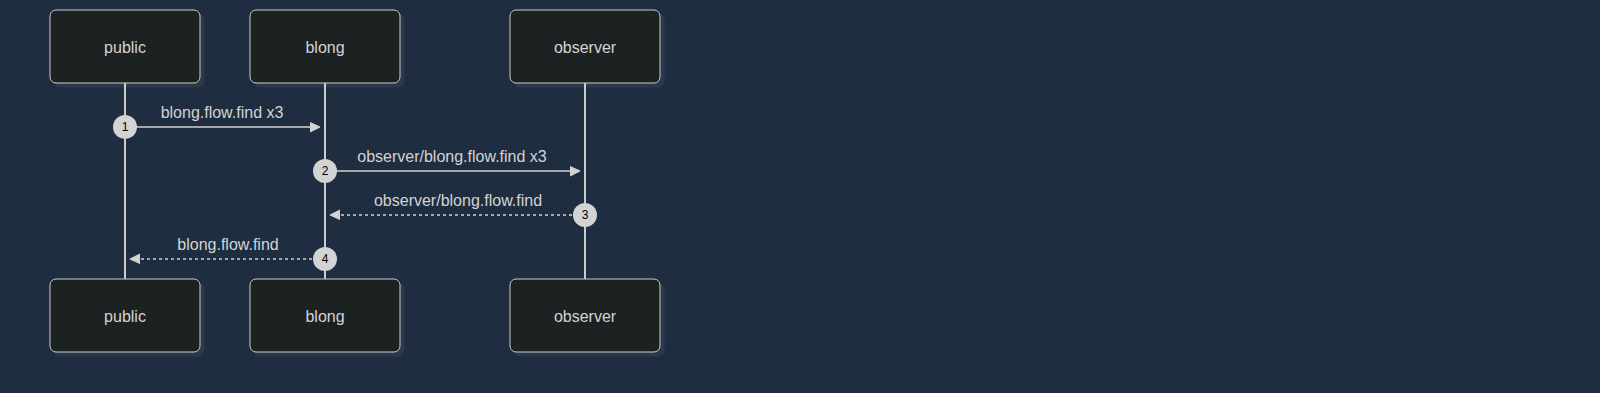 public
blong
observer
blong.flow.find x3
1
observer/blong.flow.find x3
2
observer/blong.flow.find
3
blong.flow.find
4
public
blong
observer